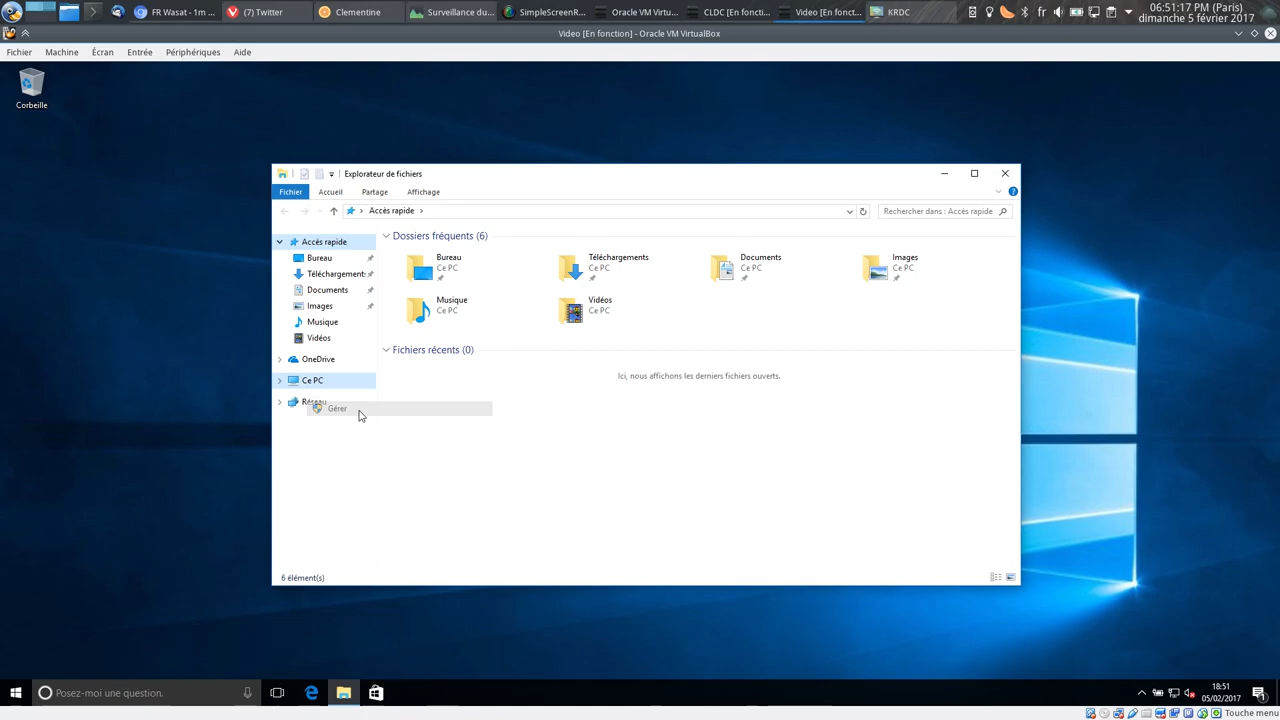 FR Wasat - 1m ...
(7) Twitter
Clementine
Surveillance du...
SimpleScreenR...
Oracle VM Virtu...
CLDC [En fonction...
Video [En fonct...
KRDC
fr
06:51:17 PM (Paris)
dimanche 5 février 2017
Video [En fonction] - Oracle VM VirtualBox
Fichier Machine Écran Entrée Périphériques Aide
Corbeille
Explorateur de fichiers
Fichier Accueil Partage Affichage
Accès rapide
Rechercher dans : Accès rapide
Accès rapide
Bureau
Téléchargements
Documents
Images
Musique
Vidéos
OneDrive
Ce PC
Réseau
Gérer
Dossiers fréquents (6)
Bureau
Ce PC
Téléchargements
Ce PC
Documents
Ce PC
Images
Ce PC
Musique
Ce PC
Vidéos
Ce PC
Fichiers récents (0)
Ici, nous affichons les derniers fichiers ouverts.
6 élément(s)
Posez-moi une question.
18:51
05/02/2017
1
Touche menu